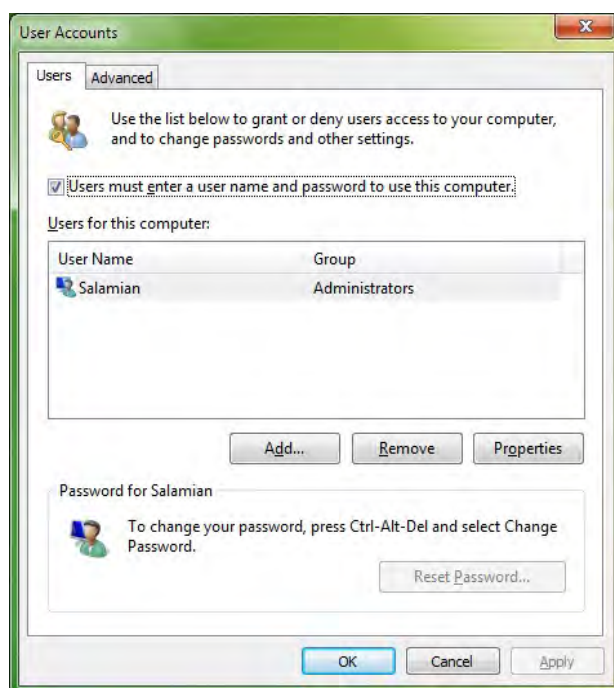 User Accounts
Users Advanced
Use the list below to grant or deny users access to your computer,
and to change passwords and other settings.
Users must enter a user name and password to use this computer.
Users for this computer:
User Name Group
Salamian Administrators
Add... Remove Properties
Password for Salamian
To change your password, press Ctrl-Alt-Del and select Change
Password.
Reset Password...
OK Cancel Apply